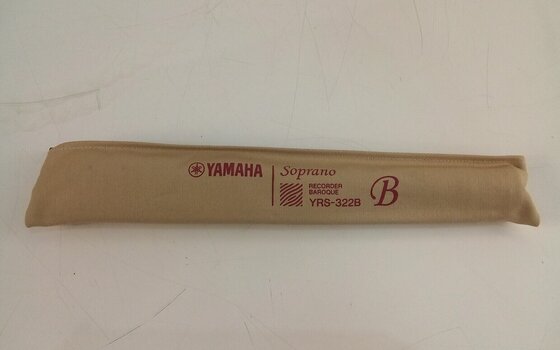 YAMAHA
Soprano
RECORDER
BAROQUE
YRS-322B
B